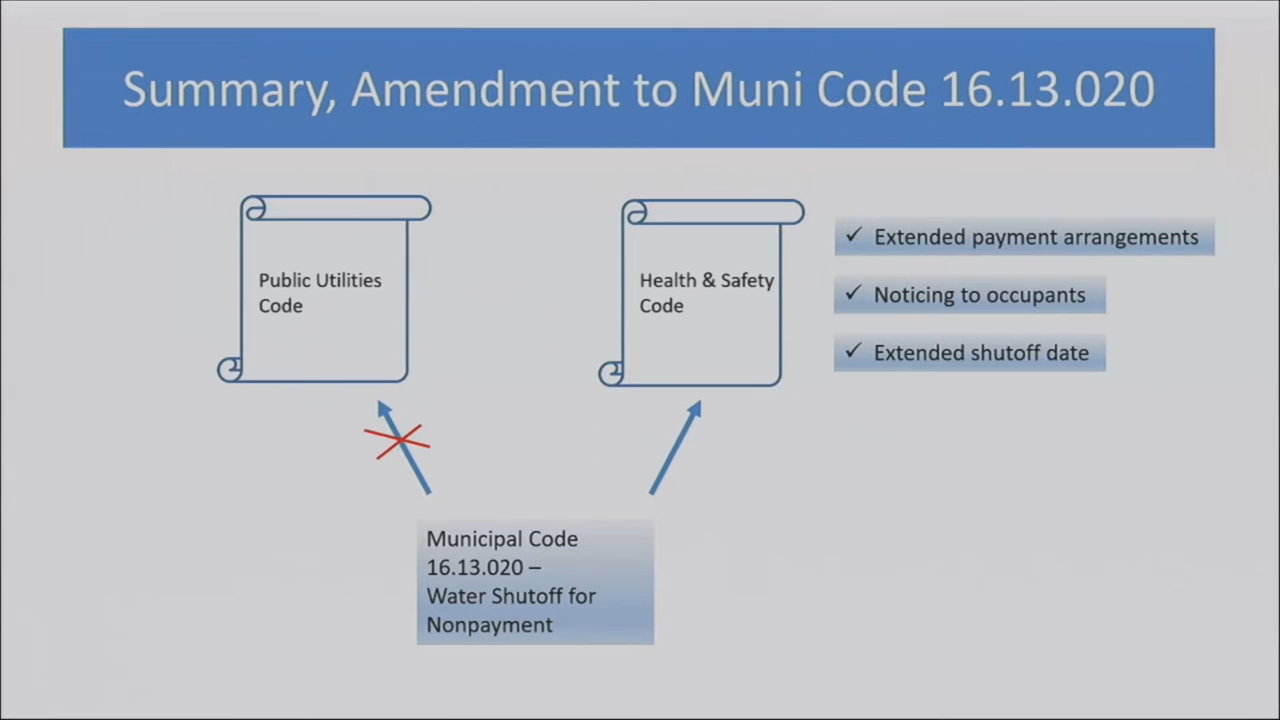 Summary, Amendment to Muni Code 16.13.020
Public Utilities
Code
Health & Safety
Code
✓ Extended payment arrangements
✓ Noticing to occupants
✓ Extended shutoff date
Municipal Code
16.13.020 –
Water Shutoff for
Nonpayment